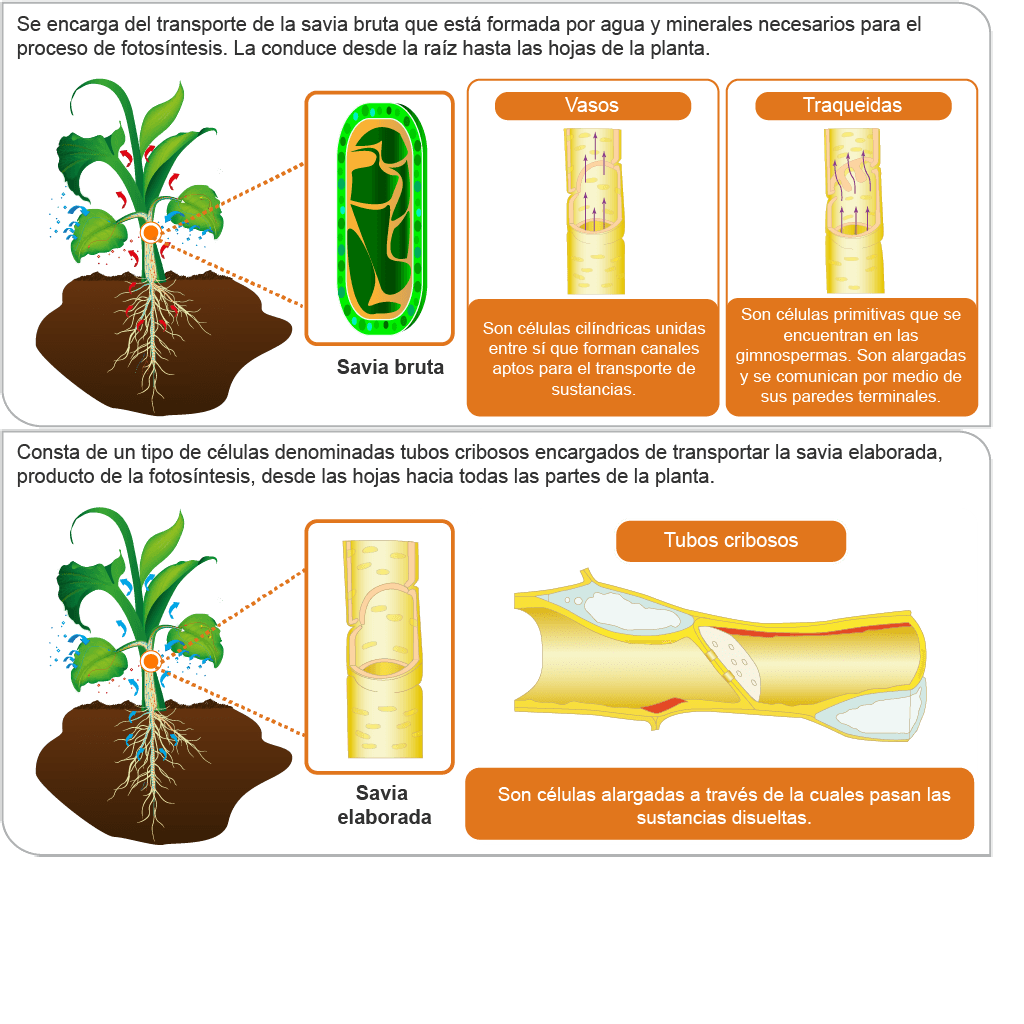 Se encarga del transporte de la savia bruta que está formada por agua y minerales necesarios para el
proceso de fotosíntesis. La conduce desde la raíz hasta las hojas de la planta.
Vasos
Traqueidas
Son células cilíndricas unidas
entre sí que forman canales
aptos para el transporte de
sustancias.
Son células primitivas que se
encuentran en las
gimnospermas. Son alargadas
y se comunican por medio de
sus paredes terminales.
Savia bruta
Consta de un tipo de células denominadas tubos cribosos encargados de transportar la savia elaborada,
producto de la fotosíntesis, desde las hojas hacia todas las partes de la planta.
Tubos cribosos
Savia
elaborada
Son células alargadas a través de la cuales pasan las
sustancias disueltas.